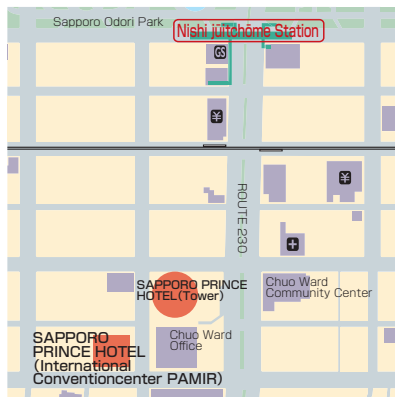 Sapporo Odori Park
Nishi jūitchōme Station
GS
¥
¥
ROUTE 230
SAPPORO PRINCE
HOTEL(Tower)
Chuo Ward
Community Center
Chuo Ward
Office
SAPPORO
PRINCE HOTEL
(International
Conventioncenter PAMIR)